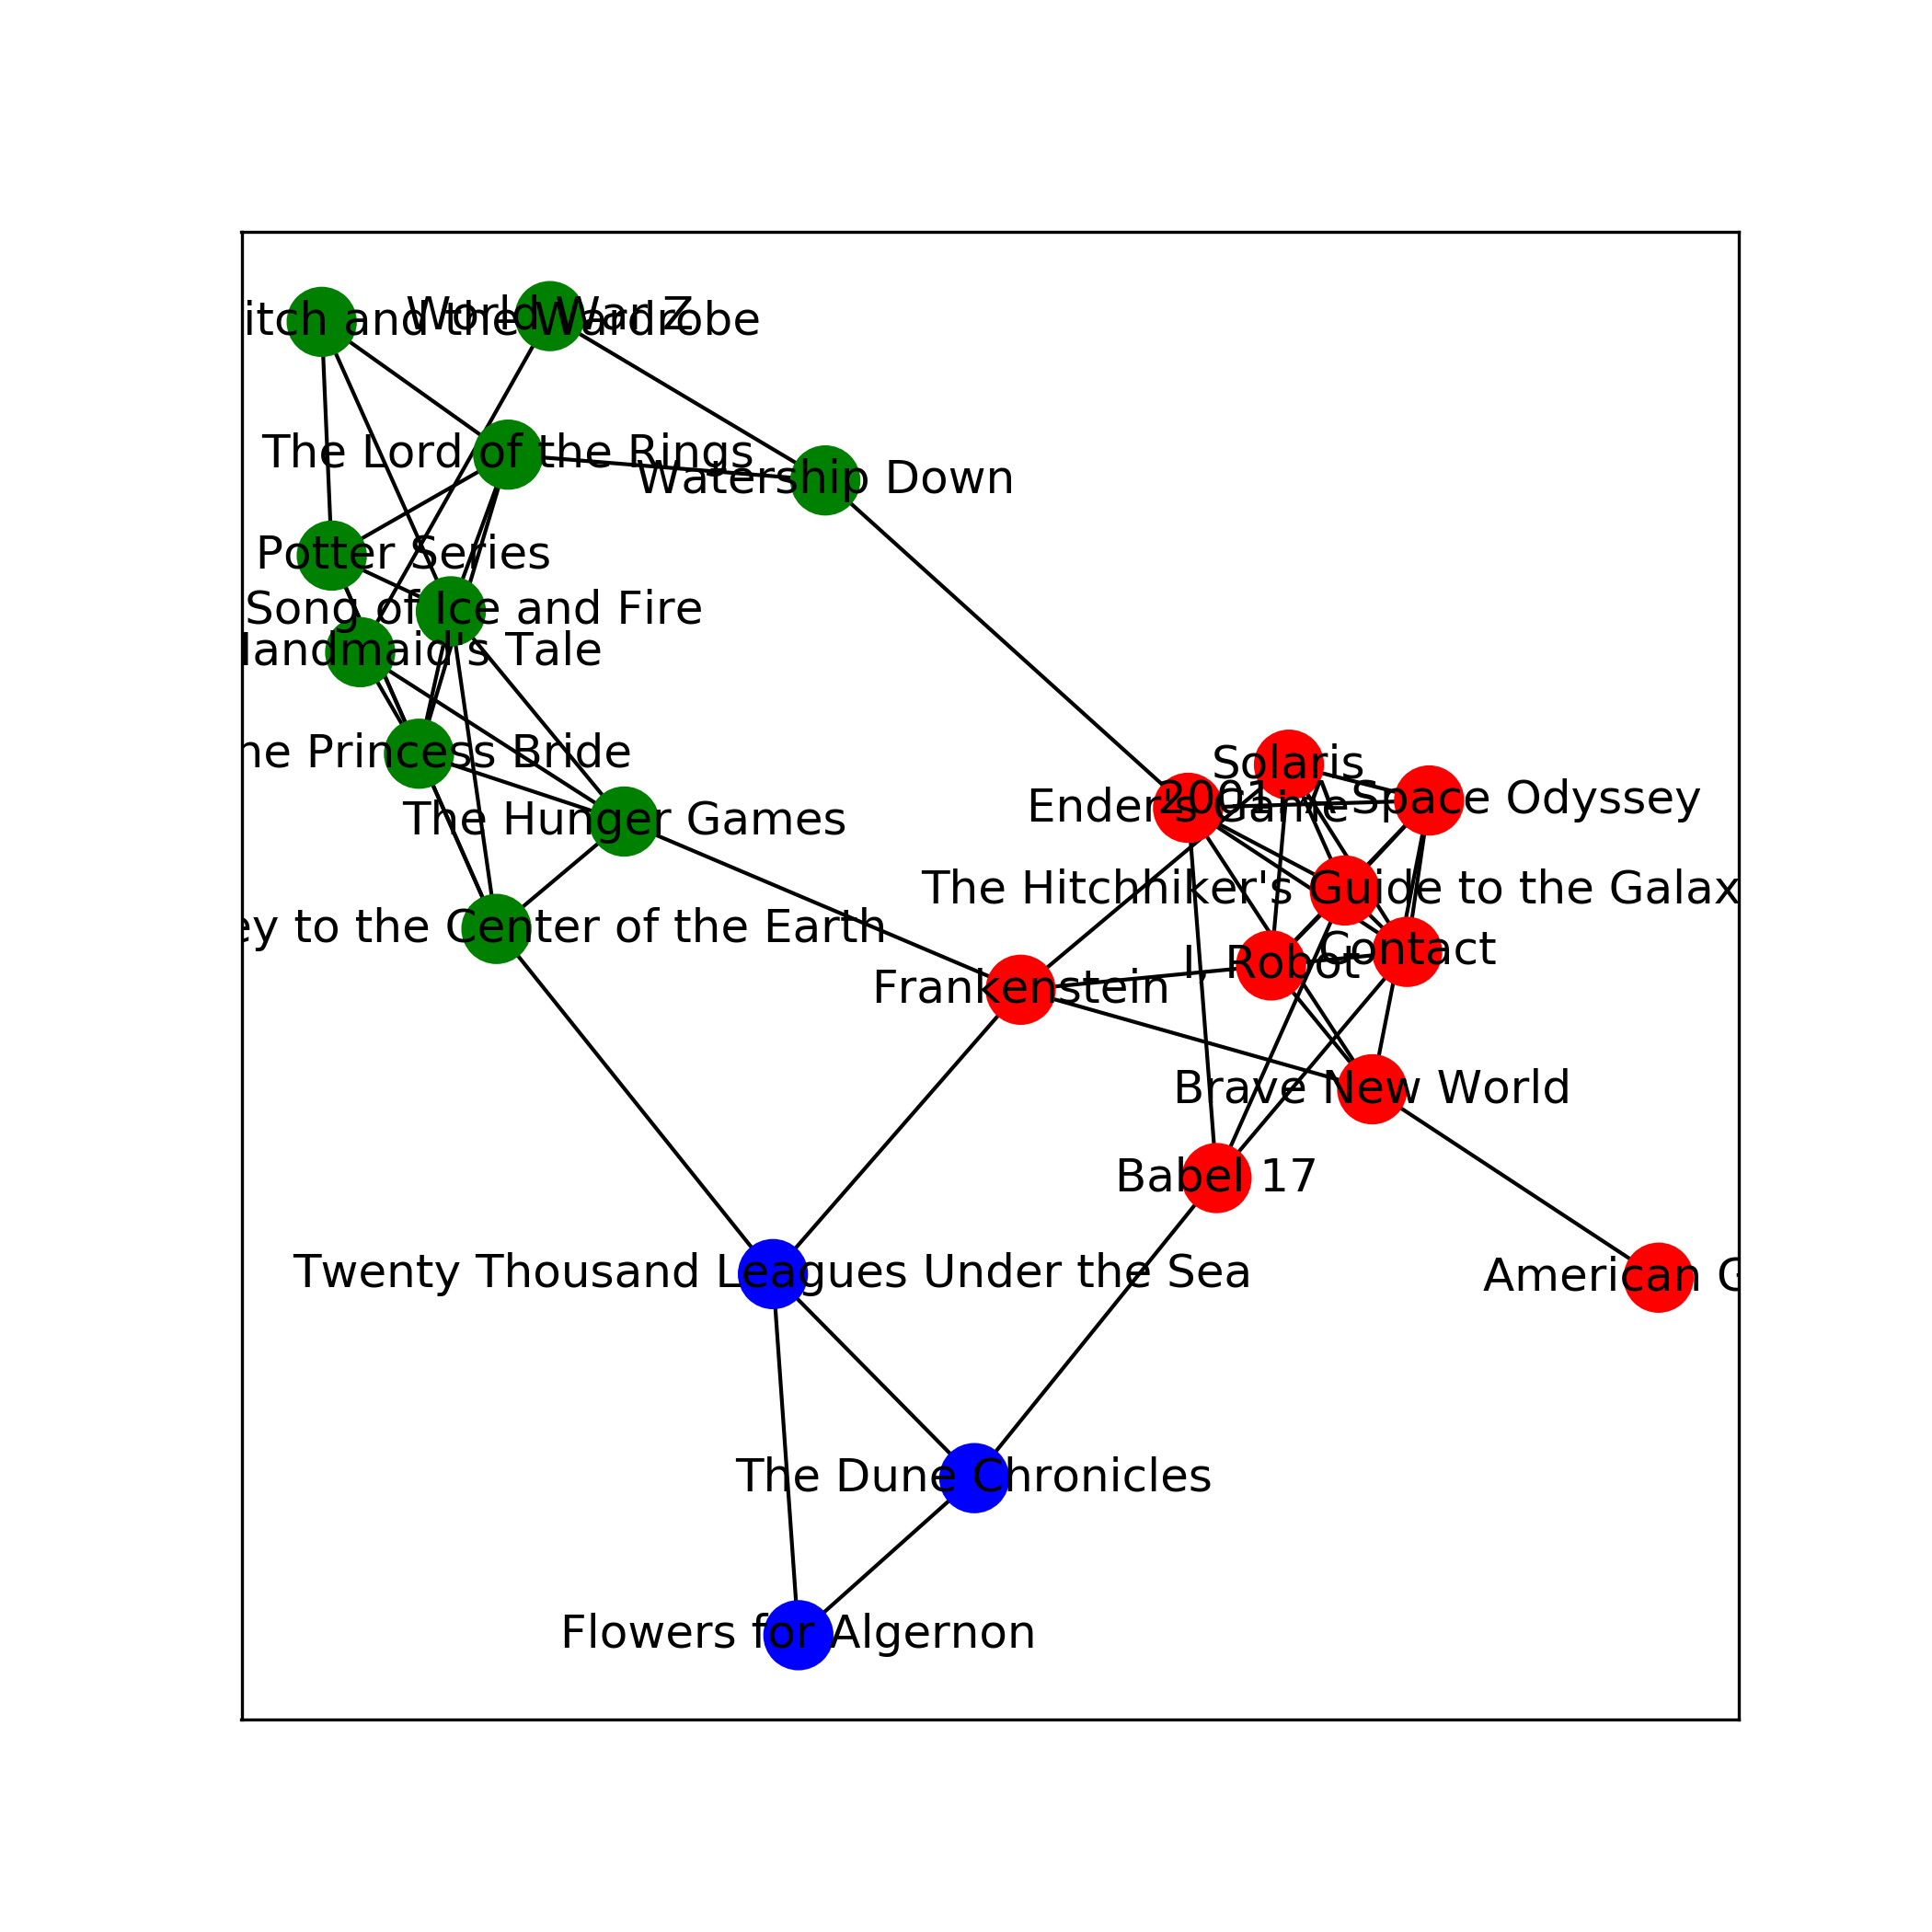 World War Z
itch and the Wardrobe
The Lord of the Rings
Watership Down
Potter Series
Song of Ice and Fire
Handmaid's Tale
ne Princess Bride
Solaris
2001: A Space Odyssey
Ender's Game
The Hunger Games
The Hitchhiker's Guide to the Galax
ey to the Center of the Earth
Contact
I, Robot
Frankenstein
Brave New World
Babel 17
Twenty Thousand Leagues Under the Sea
American G
The Dune Chronicles
Flowers for Algernon